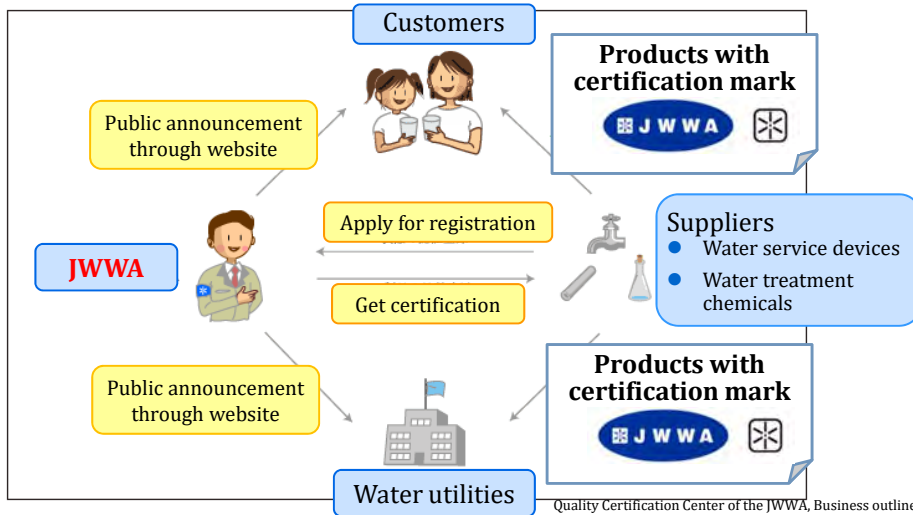 Customers
Products with
certification mark
JWWA
Public announcement
through website
Apply for registration
Suppliers
● Water service devices
● Water treatment
chemicals
JWWA
Get certification
Products with
certification mark
JWWA
Public announcement
through website
Water utilities
Quality Certification Center of the JWWA, Business outline